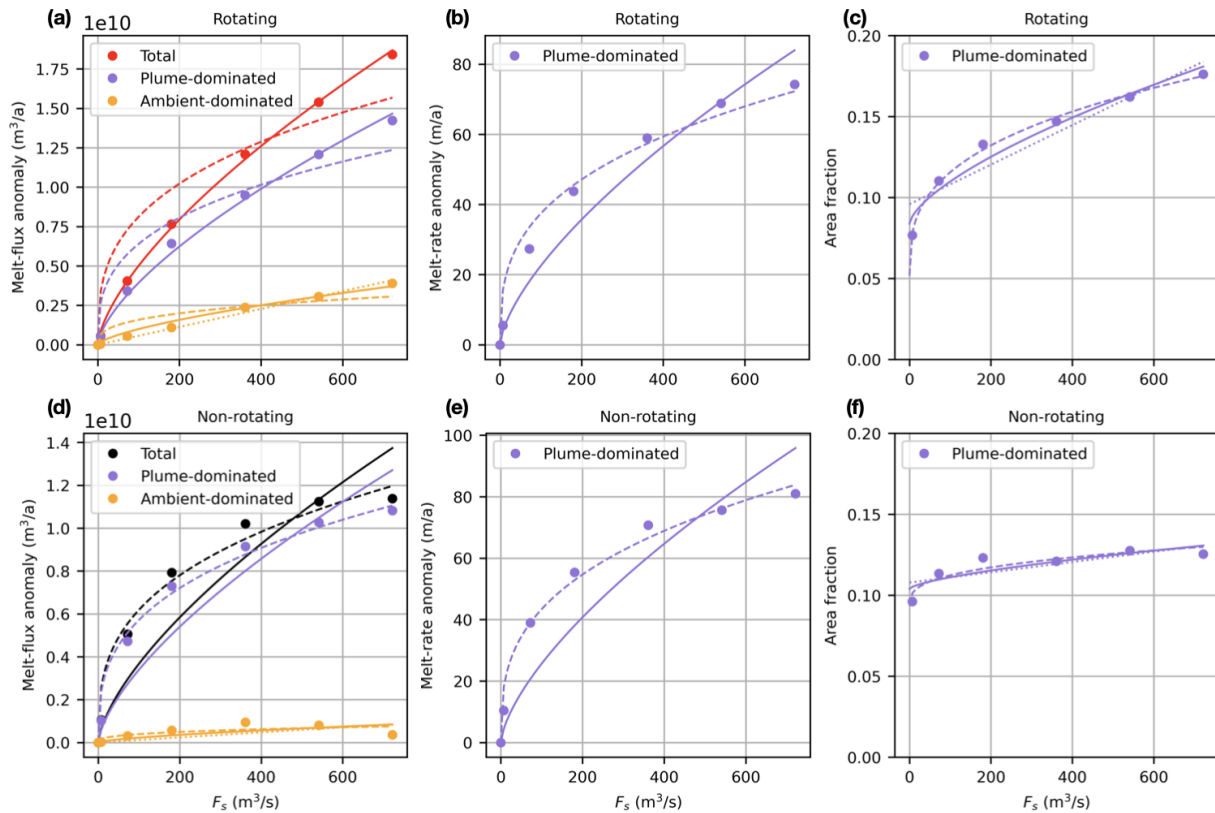 (a)
1e10
Rotating
Total
Plume-dominated
Ambient-dominated
Melt-flux anomaly (m³/a)
1.75
1.50
1.25
1.00
0.75
0.50
0.25
0.00
0
200
400
600
(b)
Rotating
Plume-dominated
Melt-rate anomaly (m/a)
80
60
40
20
0
0
200
400
600
(c)
Rotating
Plume-dominated
Area fraction
0.20
0.15
0.10
0.05
0.00
0
200
400
600
(d)
1e10
Non-rotating
Total
Plume-dominated
Ambient-dominated
Melt-flux anomaly (m³/a)
1.4
1.2
1.0
0.8
0.6
0.4
0.2
0.0
0
200
400
600
Fₛ (m³/s)
(e)
Non-rotating
Plume-dominated
Melt-rate anomaly (m/a)
100
80
60
40
20
0
0
200
400
600
Fₛ (m³/s)
(f)
Non-rotating
Plume-dominated
Area fraction
0.20
0.15
0.10
0.05
0.00
0
200
400
600
Fₛ (m³/s)